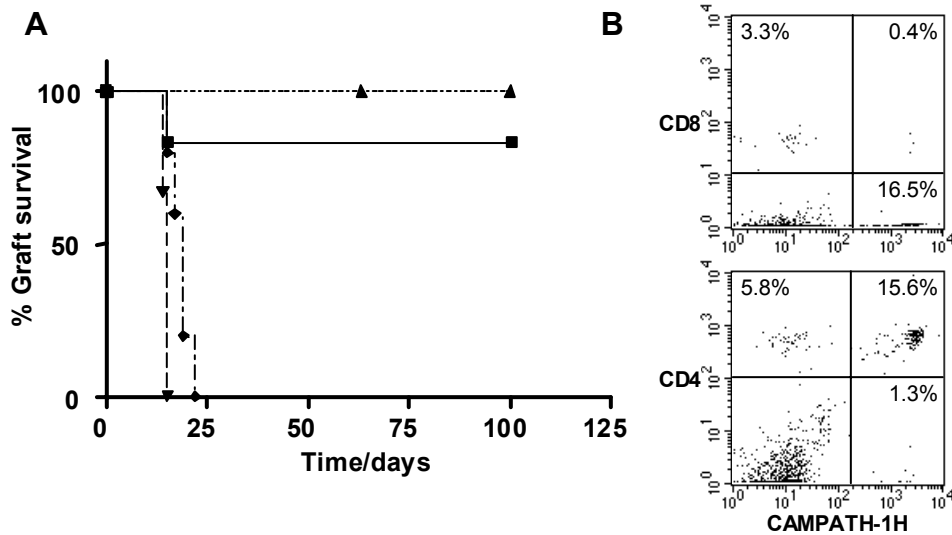 A
% Graft survival
100
50
0
0 25 50 75 100 125
Time/days
B
CD8
10⁴
10³
10²
10¹
10⁰
3.3% 0.4%
16.5%
10⁰ 10¹ 10² 10³ 10⁴
CD4
10⁴
10³
10²
10¹
10⁰
5.8% 15.6%
1.3%
10⁰ 10¹ 10² 10³ 10⁴
CAMPATH-1H